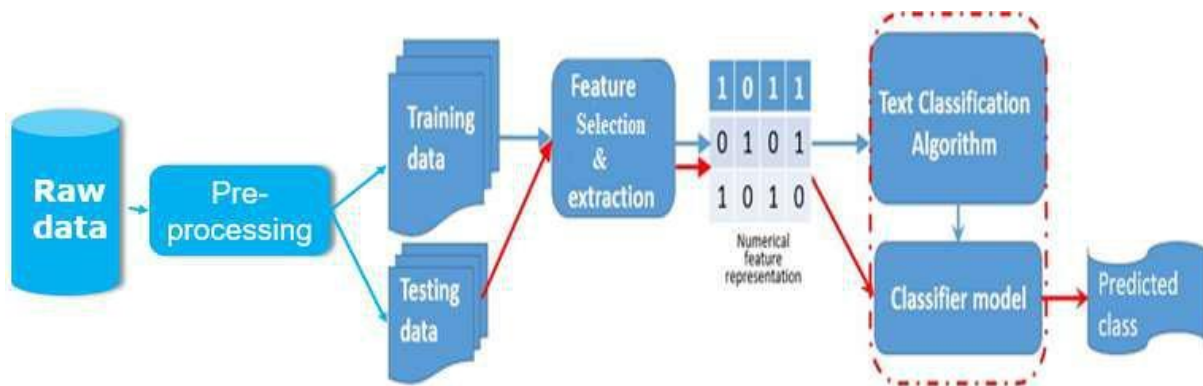 Raw
data
Pre-
processing
Training
data
Testing
data
Feature
Selection
&
extraction
1 0 1 1
0 1 0 1
1 0 1 0
Numerical
feature
representation
Text Classification
Algorithm
Classifier model
Predicted
class